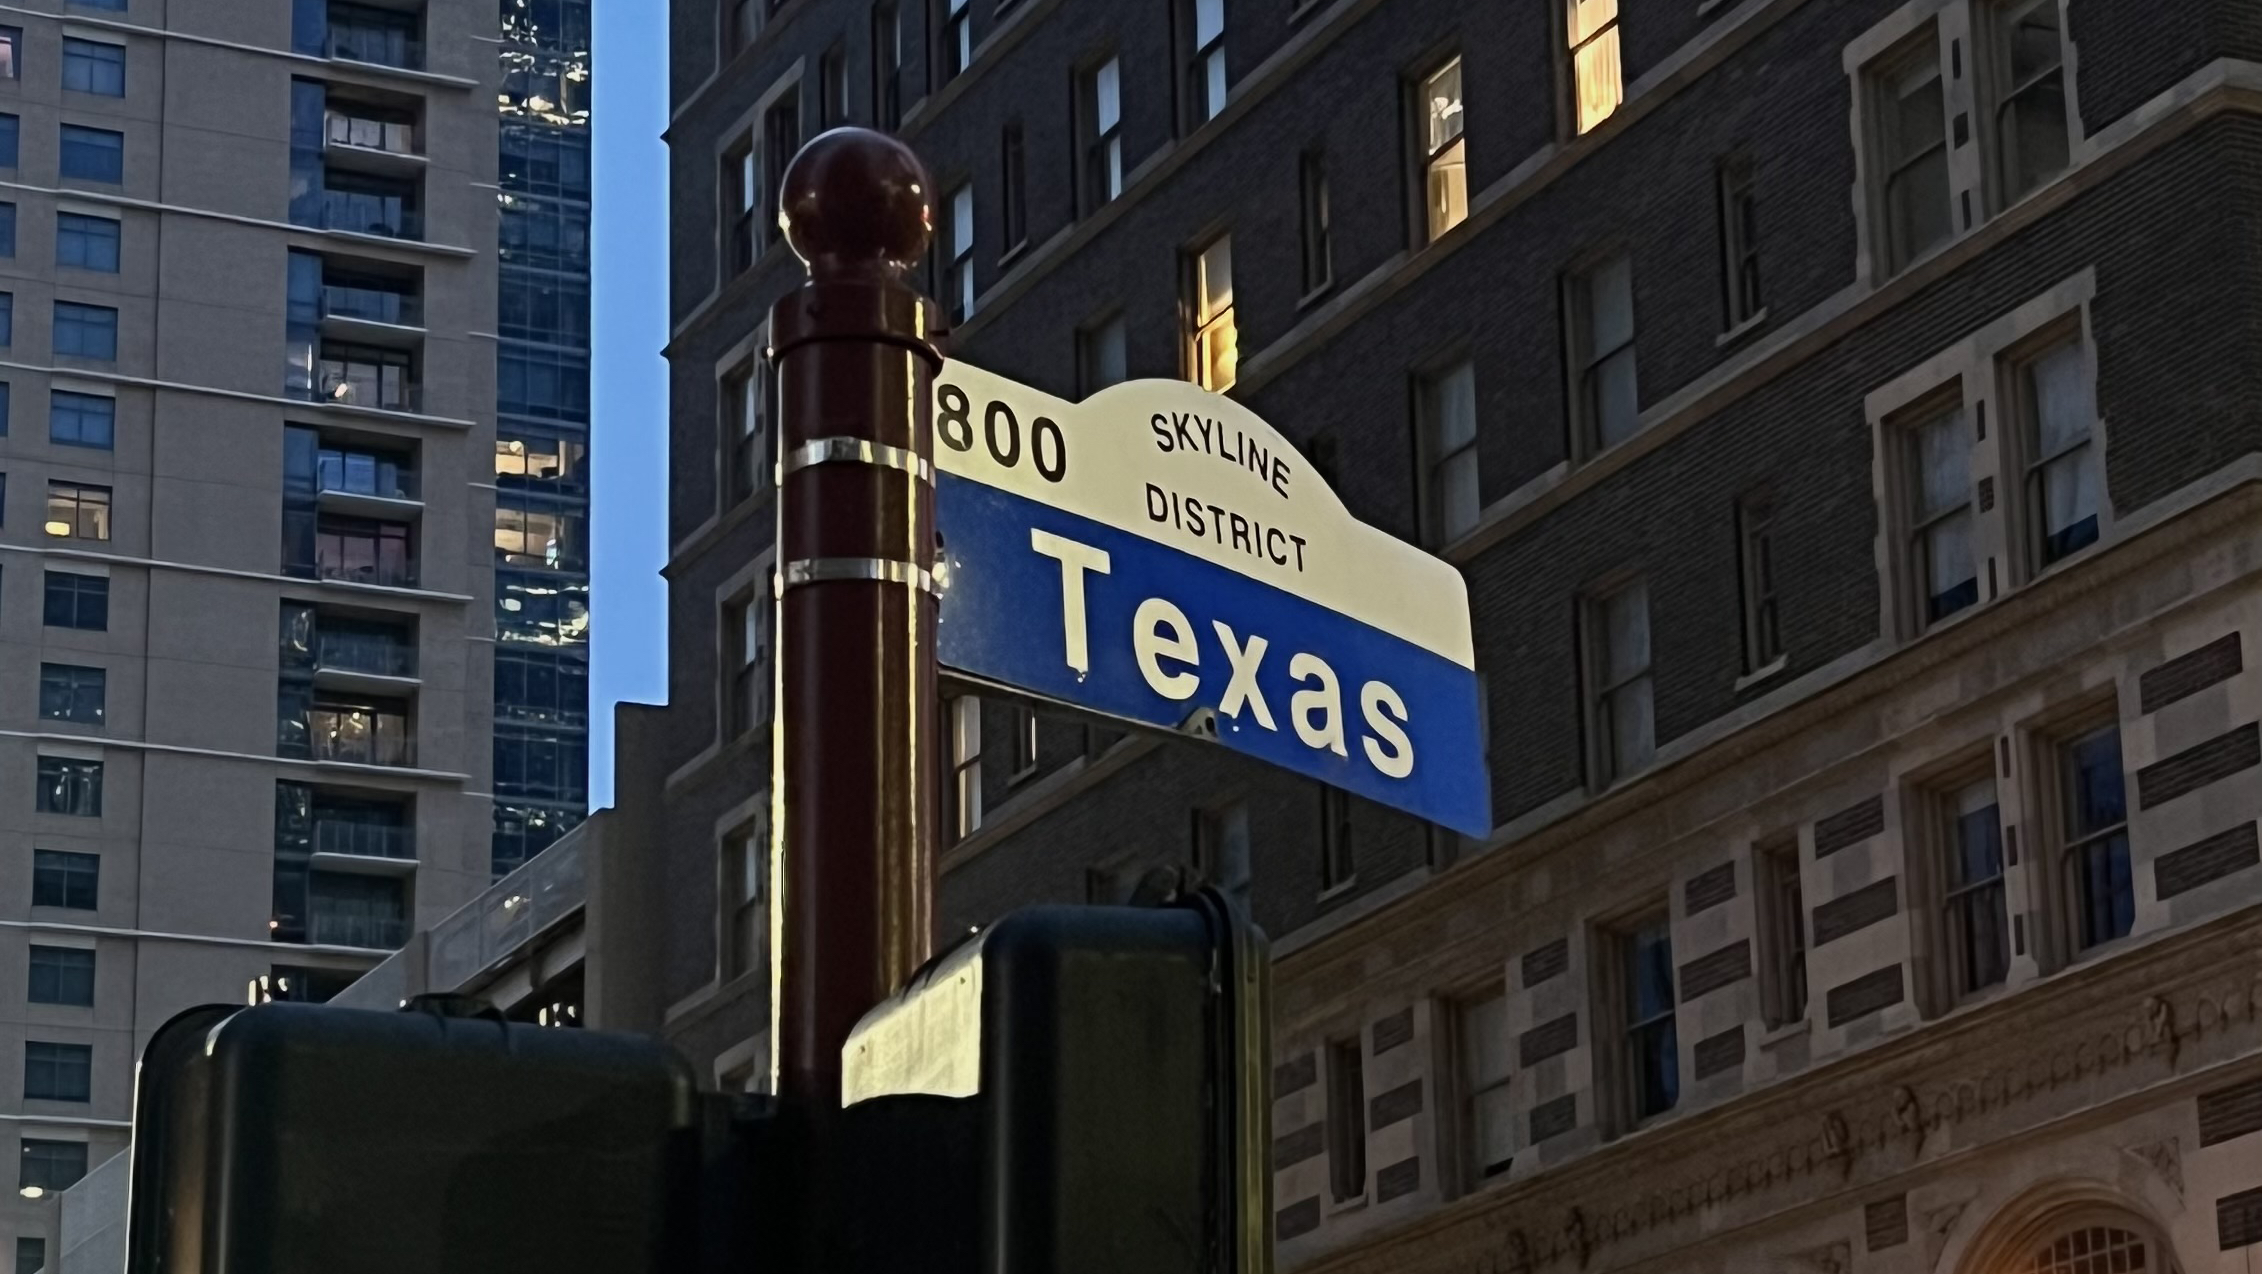 800
SKYLINE
DISTRICT
Texas